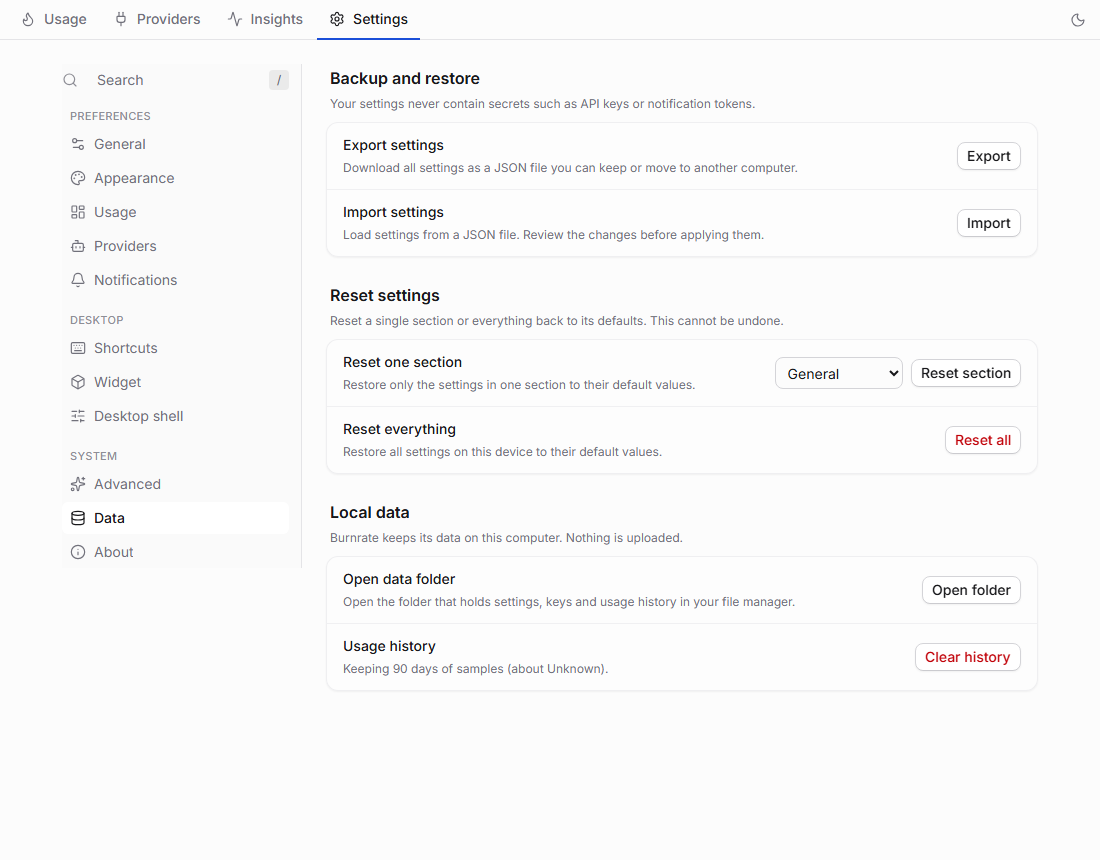 Usage
Providers
Insights
Settings
Search
/
PREFERENCES
General
Appearance
Usage
Providers
Notifications
DESKTOP
Shortcuts
Widget
Desktop shell
SYSTEM
Advanced
Data
About
Backup and restore
Your settings never contain secrets such as API keys or notification tokens.
Export settings
Download all settings as a JSON file you can keep or move to another computer.
Export
Import settings
Load settings from a JSON file. Review the changes before applying them.
Import
Reset settings
Reset a single section or everything back to its defaults. This cannot be undone.
Reset one section
Restore only the settings in one section to their default values.
General
Reset section
Reset everything
Restore all settings on this device to their default values.
Reset all
Local data
Burnrate keeps its data on this computer. Nothing is uploaded.
Open data folder
Open the folder that holds settings, keys and usage history in your file manager.
Open folder
Usage history
Keeping 90 days of samples (about Unknown).
Clear history